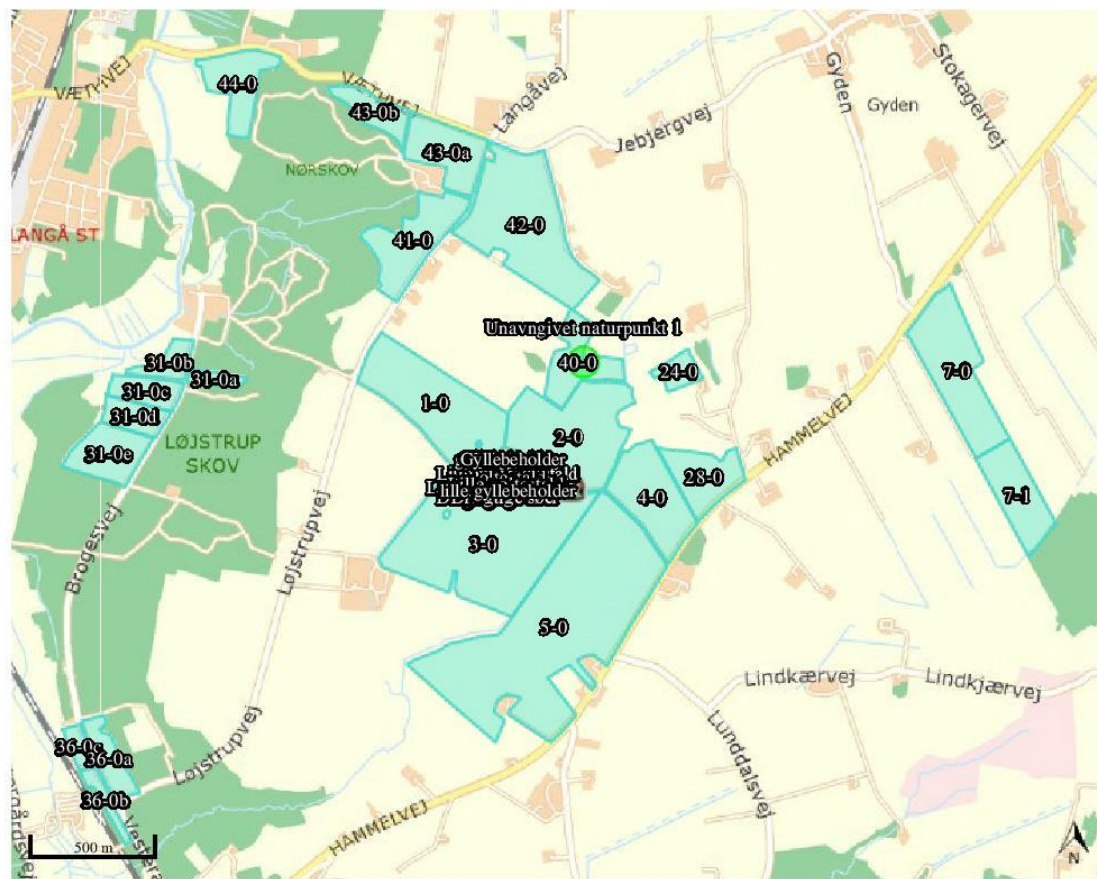 44-0
VÆTHVEJ
VÆTHVEJ
43-0b
43-0a
Langåvej
Jebjergvej
Gyden
Gyden
Stokagervej
NØRSKOV
LANGÅ ST
41-0
42-0
Unavngivet naturpunkt 1
40-0
24-0
31-0b
31-0a
31-0c
31-0d
31-0e
LØJSTRUP
SKOV
1-0
2-0
7-0
HAMMELVEJ
Gyllebeholder
lille gyllebeholder
28-0
4-0
7-1
3-0
Brogesvej
Løjstrupvej
5-0
Lindkærvej
Lindkjærvej
Lunddalsvej
36-0c
36-0a
36-0b
Løjstrupvej
HAMMELVEJ
500 m
N